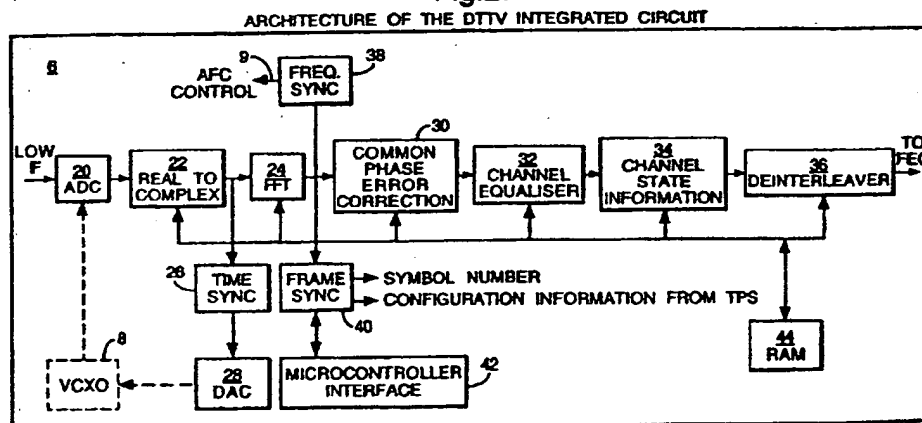 ARCHITECTURE OF THE DTTV INTEGRATED CIRCUIT
6
9
AFC
CONTROL
FREQ.
SYNC
38
LOW
F
20
ADC
22
REAL TO
COMPLEX
24
FFT
30
COMMON
PHASE
ERROR
CORRECTION
32
CHANNEL
EQUALISER
34
CHANNEL
STATE
INFORMATION
36
DEINTERLEAVER
TO
FEC
26
TIME
SYNC
FRAME
SYNC
40
SYMBOL NUMBER
CONFIGURATION INFORMATION FROM TPS
8
VCXO
28
DAC
MICROCONTROLLER
INTERFACE
42
44
RAM